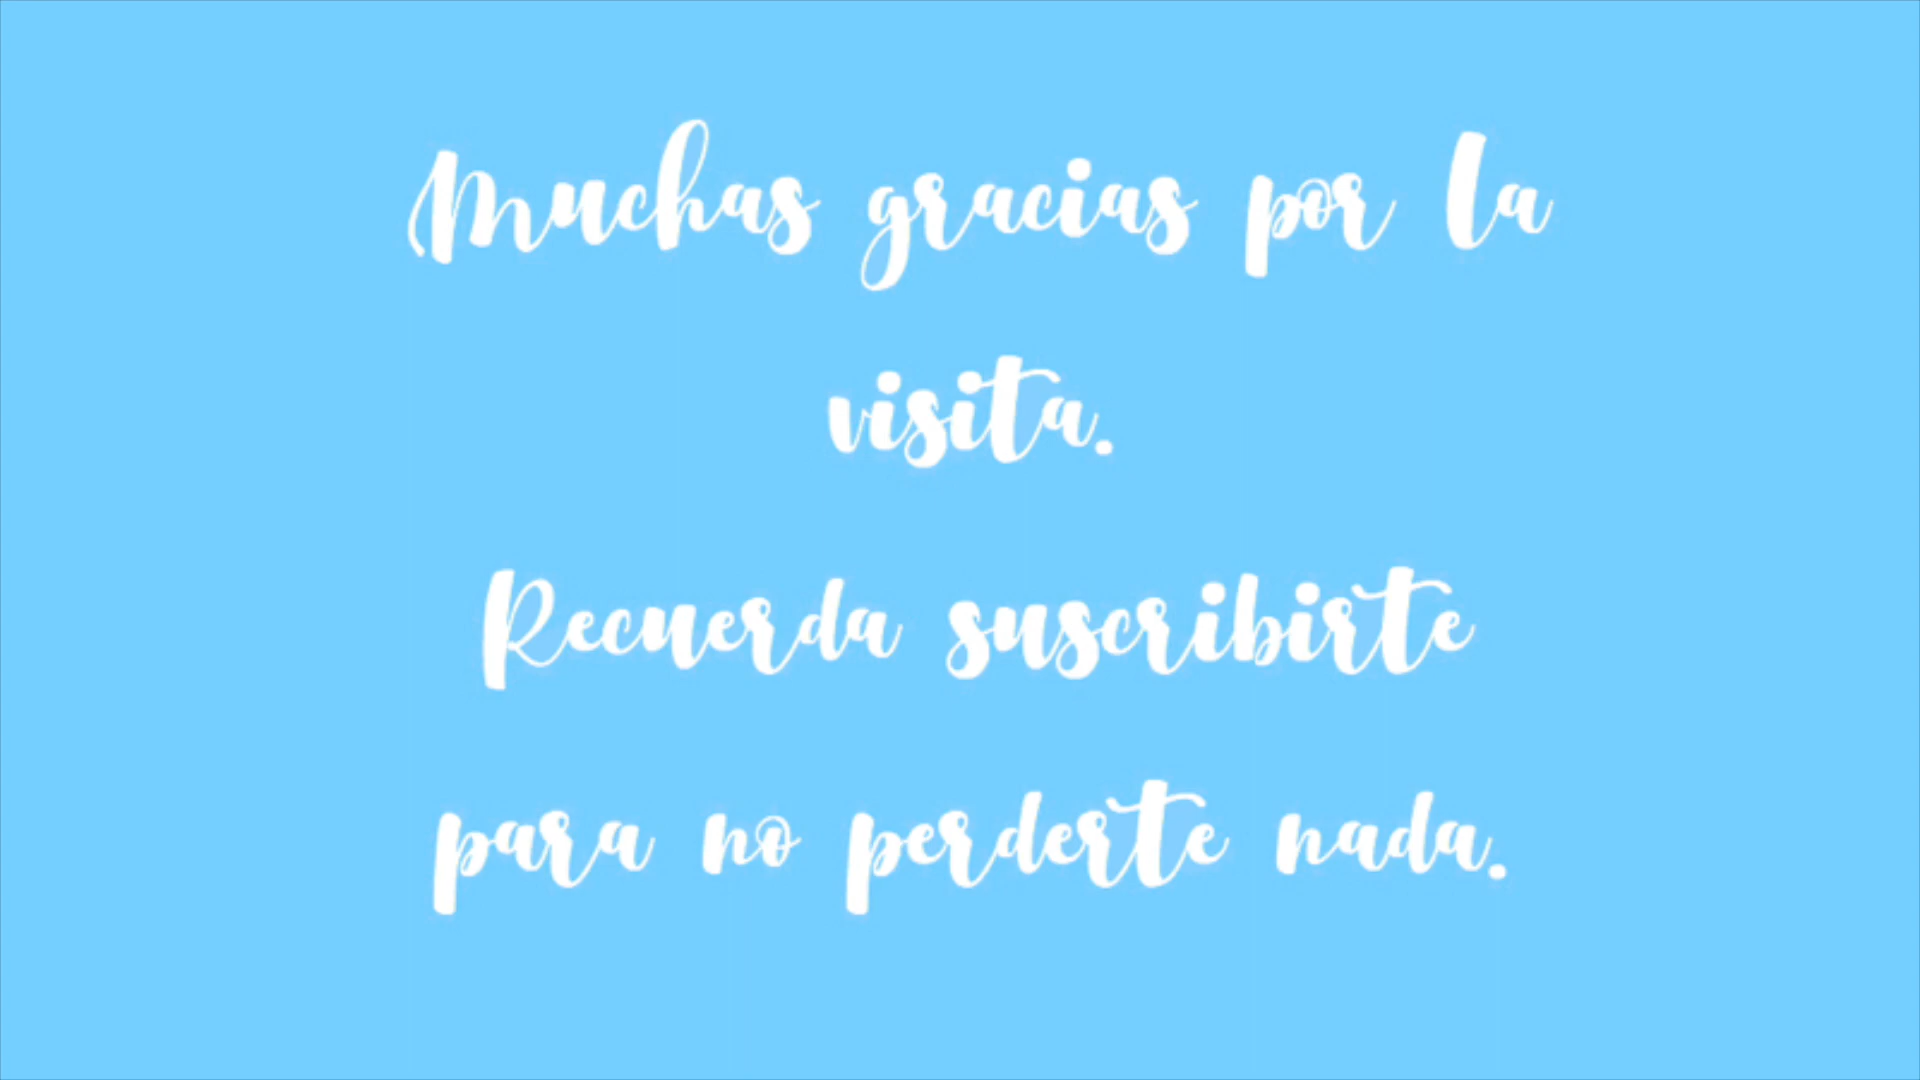 Muchas gracias por la
visita.
Recuerda suscribirte
para no perderte nada.